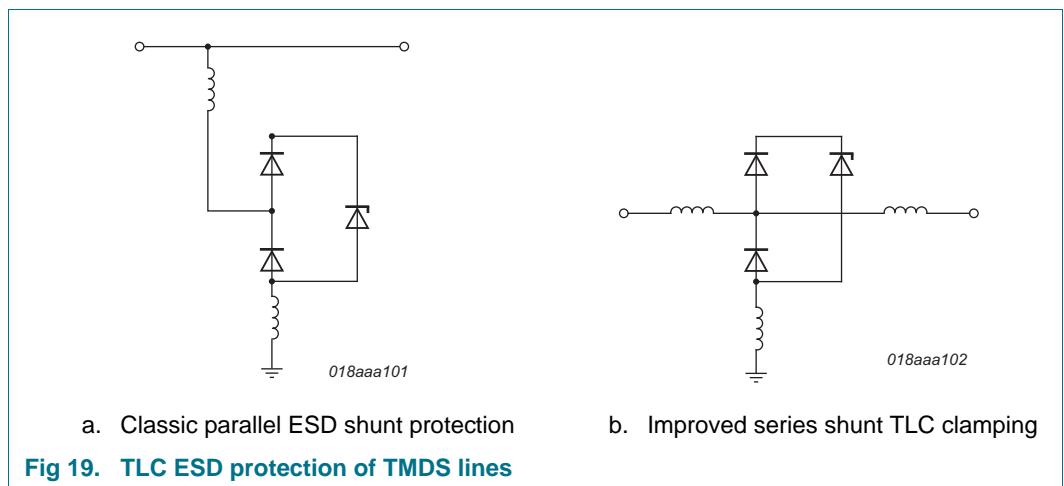 018aaa101
018aaa102
a. Classic parallel ESD shunt protection
b. Improved series shunt TLC clamping
Fig 19. TLC ESD protection of TMDS lines